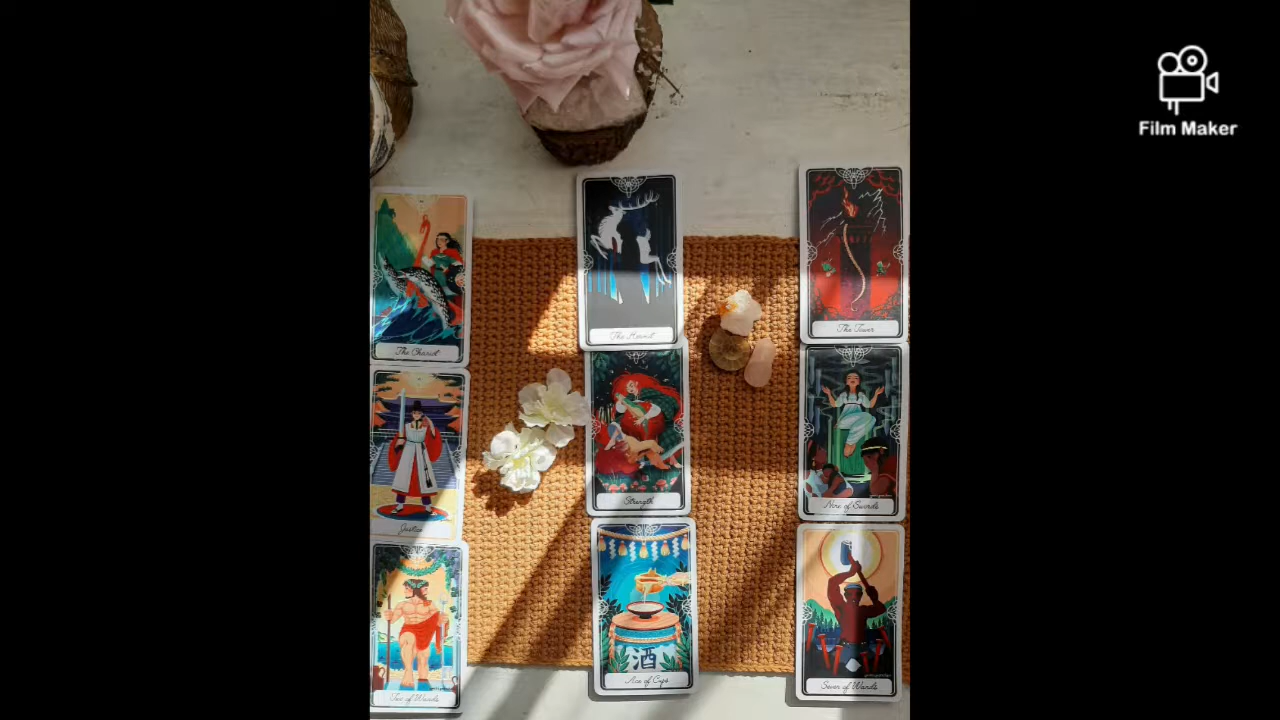 Film Maker
The Chariot
The Hermit
The Tower
Justice
Strength
Nine of Swords
Two of Wands
酒
Ace of Cups
Seven of Wands